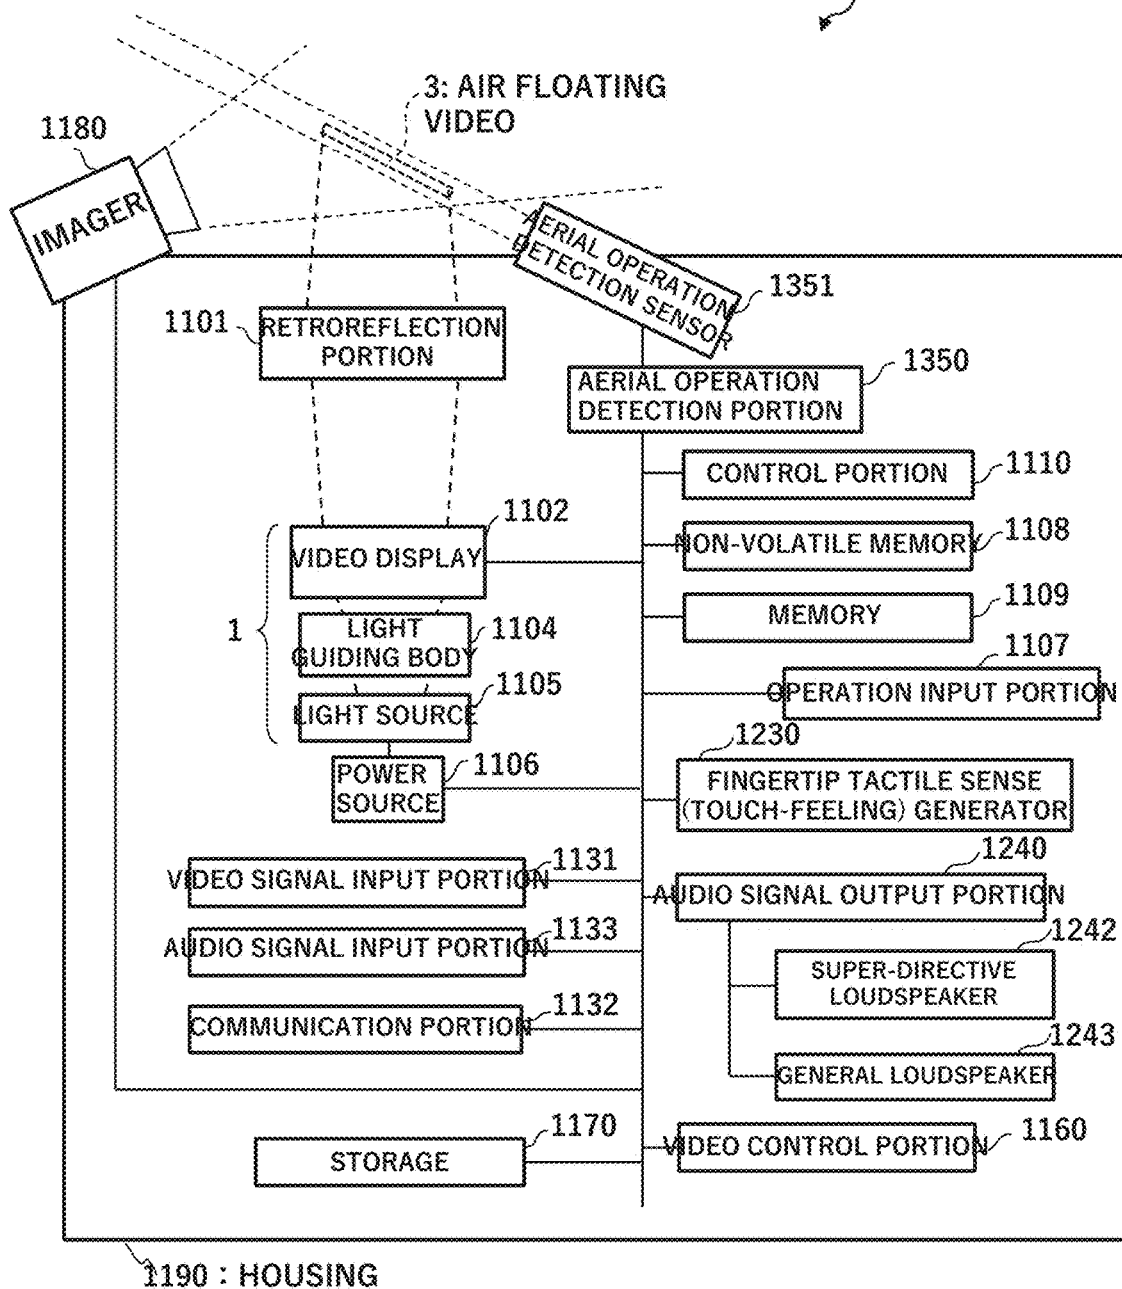 3: AIR FLOATING
VIDEO
1180
IMAGER
AERIAL OPERATION
DETECTION SENSOR
1351
1101
RETROREFLECTION
PORTION
1350
AERIAL OPERATION
DETECTION PORTION
CONTROL PORTION
1110
1102
VIDEO DISPLAY
NON-VOLATILE MEMORY
1108
1
LIGHT
GUIDING BODY
1104
MEMORY
1109
1107
OPERATION INPUT PORTION
LIGHT SOURCE
1105
1230
POWER
SOURCE
1106
FINGERTIP TACTILE SENSE
(TOUCH-FEELING) GENERATOR
1240
VIDEO SIGNAL INPUT PORTION
1131
AUDIO SIGNAL OUTPUT PORTION
AUDIO SIGNAL INPUT PORTION
1133
1242
SUPER-DIRECTIVE
LOUDSPEAKER
COMMUNICATION PORTION
1132
1243
GENERAL LOUDSPEAKER
1170
STORAGE
VIDEO CONTROL PORTION
1160
1190 : HOUSING